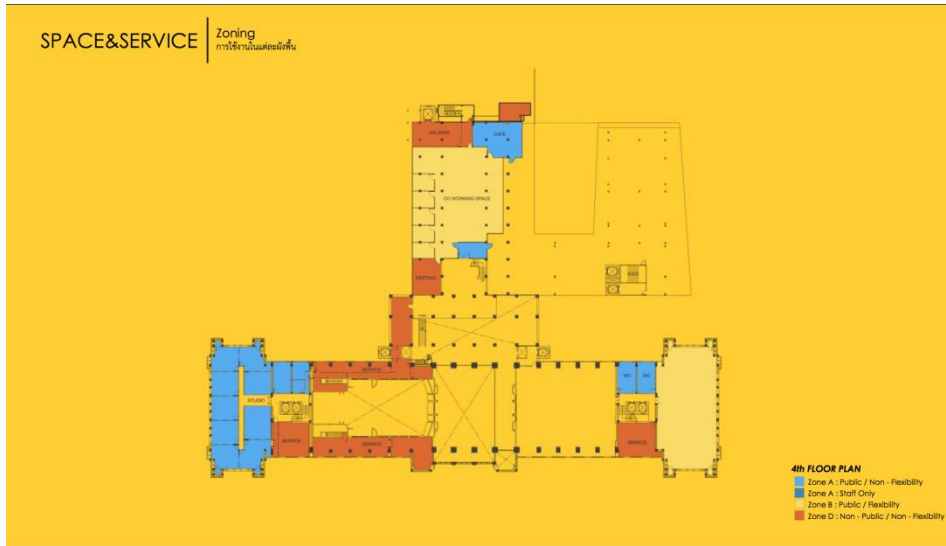 SPACE&SERVICE
Zoning
การใช้งานในแต่ละผังพื้น
CAFE
CO WORKING SPACE
MEETING
SERVICE
WC
WC
STUDIO
SERVICE
SERVICE
SERVICE
4th FLOOR PLAN
Zone A : Public / Non - Flexibility
Zone A : Staff Only
Zone B : Public / Flexibility
Zone D : Non - Public / Non - Flexibility